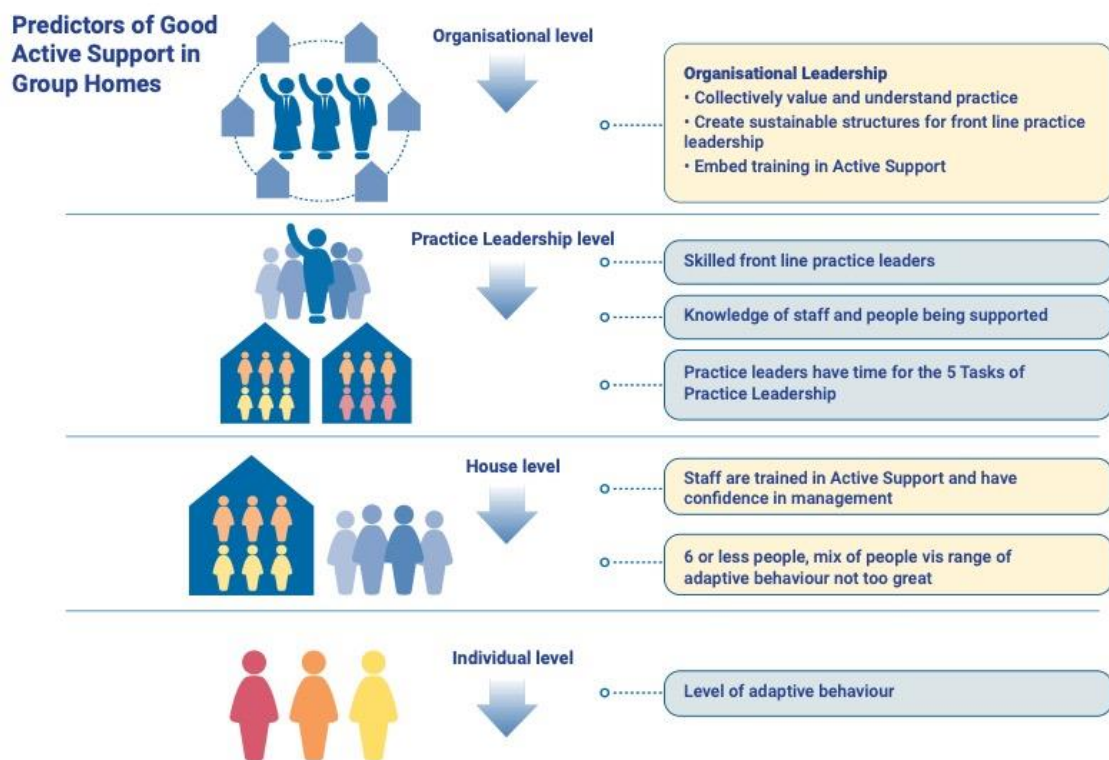 Predictors of Good
Active Support in
Group Homes
Organisational level
Organisational Leadership
• Collectively value and understand practice
• Create sustainable structures for front line practice
leadership
• Embed training in Active Support
Practice Leadership level
Skilled front line practice leaders
Knowledge of staff and people being supported
Practice leaders have time for the 5 Tasks of
Practice Leadership
House level
Staff are trained in Active Support and have
confidence in management
6 or less people, mix of people vis range of
adaptive behaviour not too great
Individual level
Level of adaptive behaviour